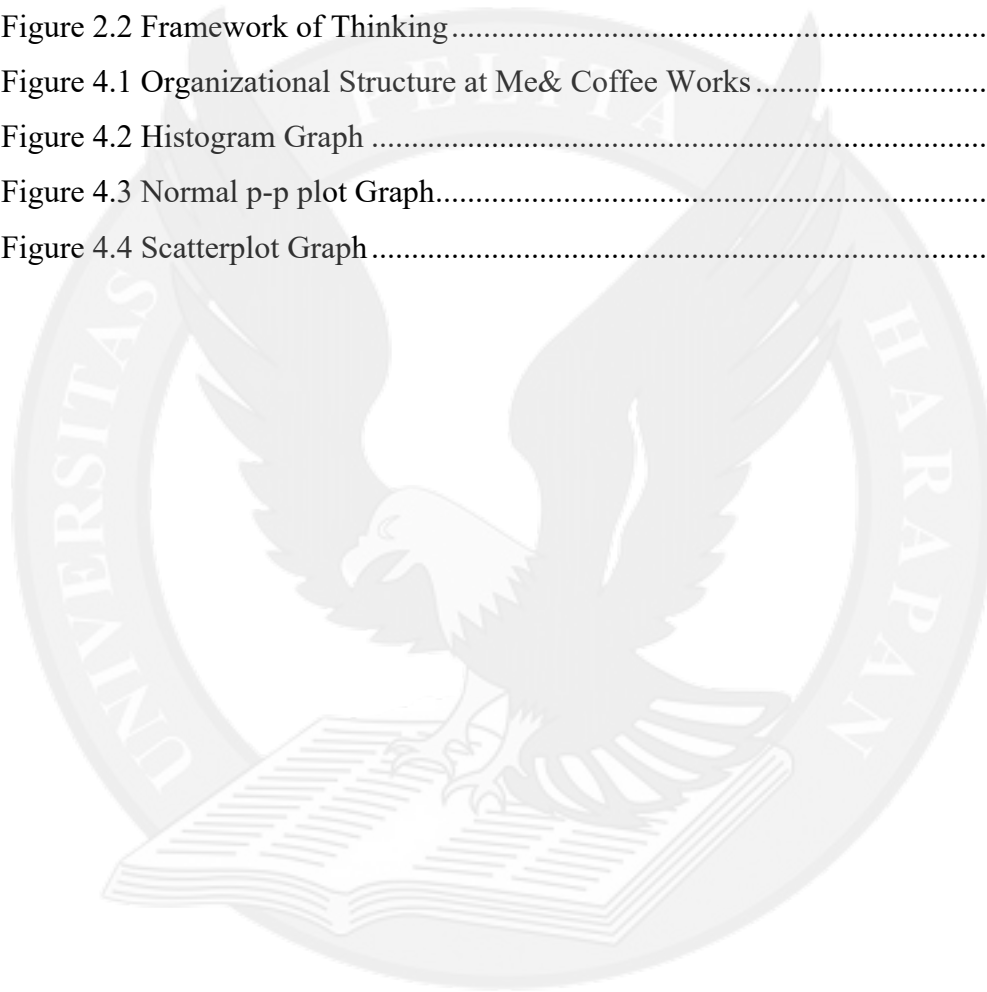 Figure 2.2 Framework of Thinking.......................................................................
Figure 4.1 Organizational Structure at Me& Coffee Works.............................
Figure 4.2 Histogram Graph.............................................................................
Figure 4.3 Normal p-p plot Graph.....................................................................
Figure 4.4 Scatterplot Graph.............................................................................
UNIVERSITAS PELITA HARAPAN